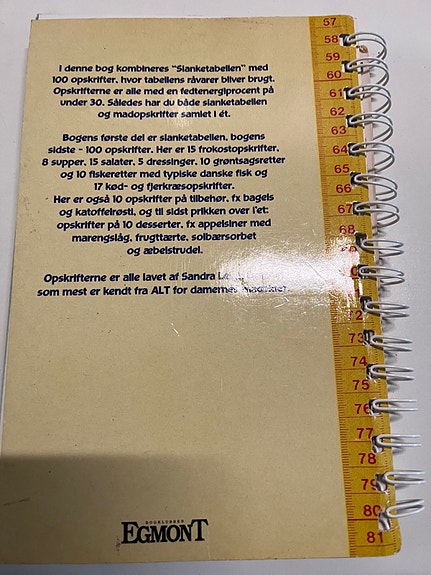 I denne bog kombineres "Slanketabellen" med
100 opskrifter, hvor tabellens råvarer bliver brugt.
Opskrifterne er alle med en fedtenergiprocent på
under 30. Således har du både slanketabellen
og madopskrifter samlet i ét.
Bogens første del er slanketabellen, bogens
sidste - 100 opskrifter. Her er 15 frokostopskrifter,
8 supper, 15 salater, 5 dressinger, 10 grøntsagsretter
og 10 fiskeretter med typiske danske fisk og
17 kød- og fjerkræsopskrifter.
Her er også 10 opskrifter på tilbehør, fx bagels
og kartoffelrösti, og til sidst prikken over i'et:
opskrifter på 10 desserter, fx appelsiner med
marengslåg, frugttærte, solbærsorbet
og æbelstrudel.
Opskrifterne er alle lavet af Sandra
som mest er kendt fra ALT for damernes
BOGKLUBBEN
EGMONT
57
58
59
60
61
62
63
64
65
66
67
68
69
72
73
74
75
76
77
78
79
80
81